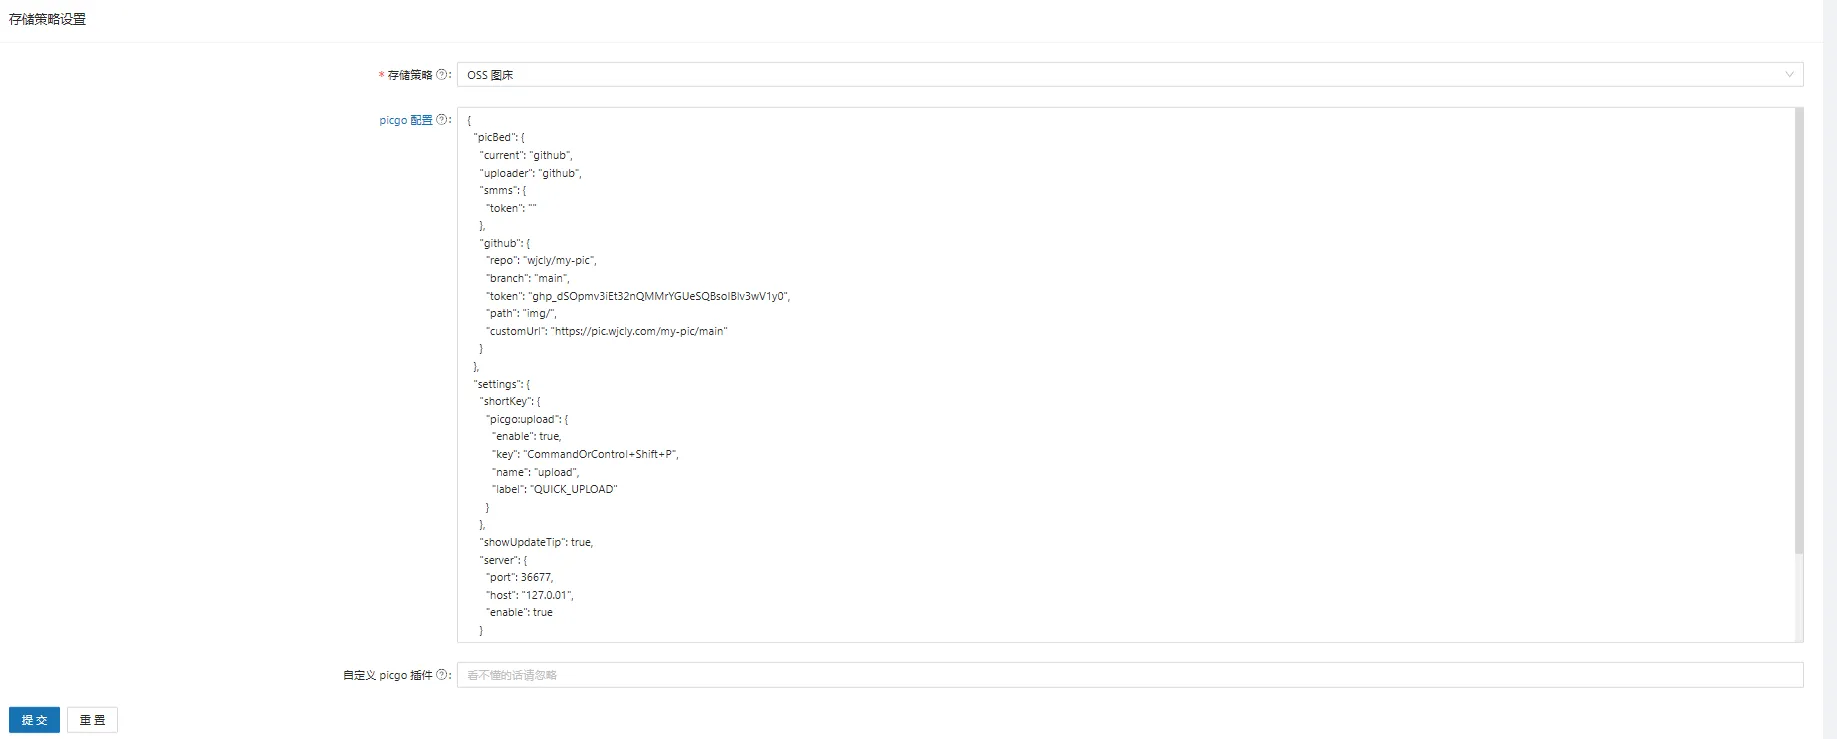 存储策略设置
* 存储策略 ? :
OSS 图床
picgo 配置 ? :
{
"picBed": {
"current": "github",
"uploader": "github",
"smms": {
"token": ""
},
"github": {
"repo": "wjcly/my-pic",
"branch": "main",
"token":
"path": "img/",
"customUrl": "https://pic.wjcly.com/my-pic/main"
}
},
"settings": {
"shortKey": {
"picgo:upload": {
"enable": true,
"key": "CommandOrControl+Shift+P",
"name": "upload",
"label": "QUICK_UPLOAD"
}
},
"showUpdateTip": true,
"server": {
"port": 36677,
"host": "127.0.01",
"enable": true
}
自定义 picgo 插件 ? :
看不懂的话请忽略
提 交
重 置